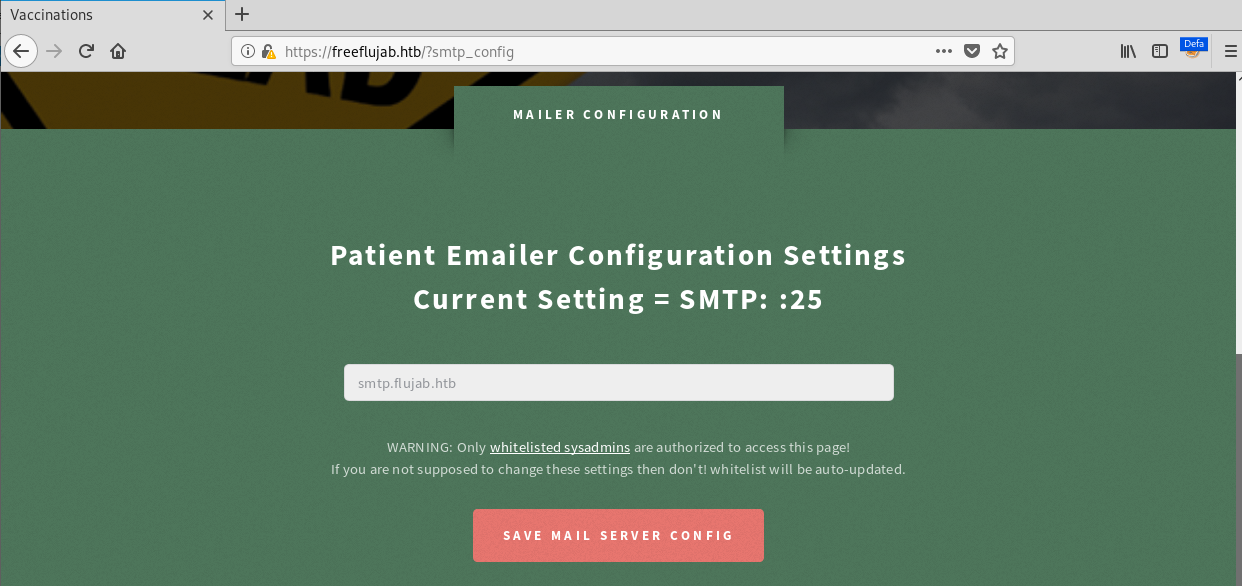 Vaccinations
https://freeflujab.htb/?smtp_config
Defa
MAILER CONFIGURATION
Patient Emailer Configuration Settings
Current Setting = SMTP: :25
smtp.flujab.htb
WARNING: Only whitelisted sysadmins are authorized to access this page!
If you are not supposed to change these settings then don't! whitelist will be auto-updated.
SAVE MAIL SERVER CONFIG